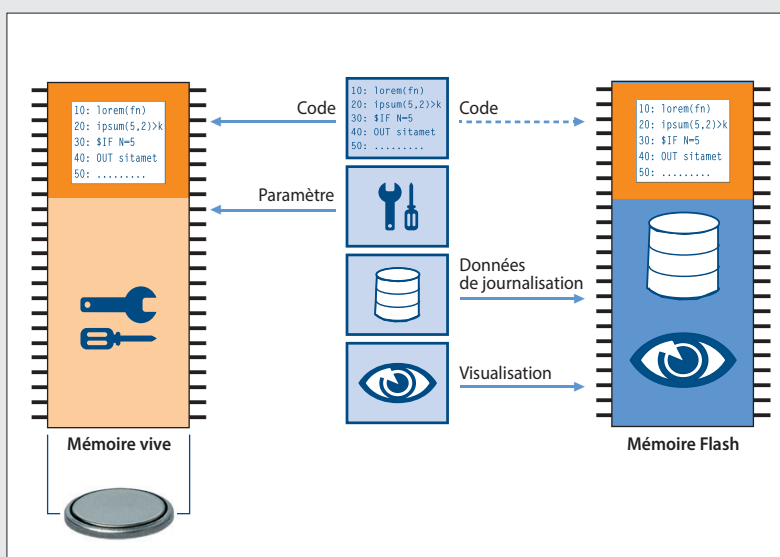 10: lorem(fn)
20: ipsum(5,2)>k
30: $IF N=5
40: OUT sitamet
50: .........
Code
10: lorem(fn)
20: ipsum(5,2)>k
30: $IF N=5
40: OUT sitamet
50: .........
Code
10: lorem(fn)
20: ipsum(5,2)>k
30: $IF N=5
40: OUT sitamet
50: .........
Paramètre
Données
de journalisation
Visualisation
Mémoire vive
Mémoire Flash